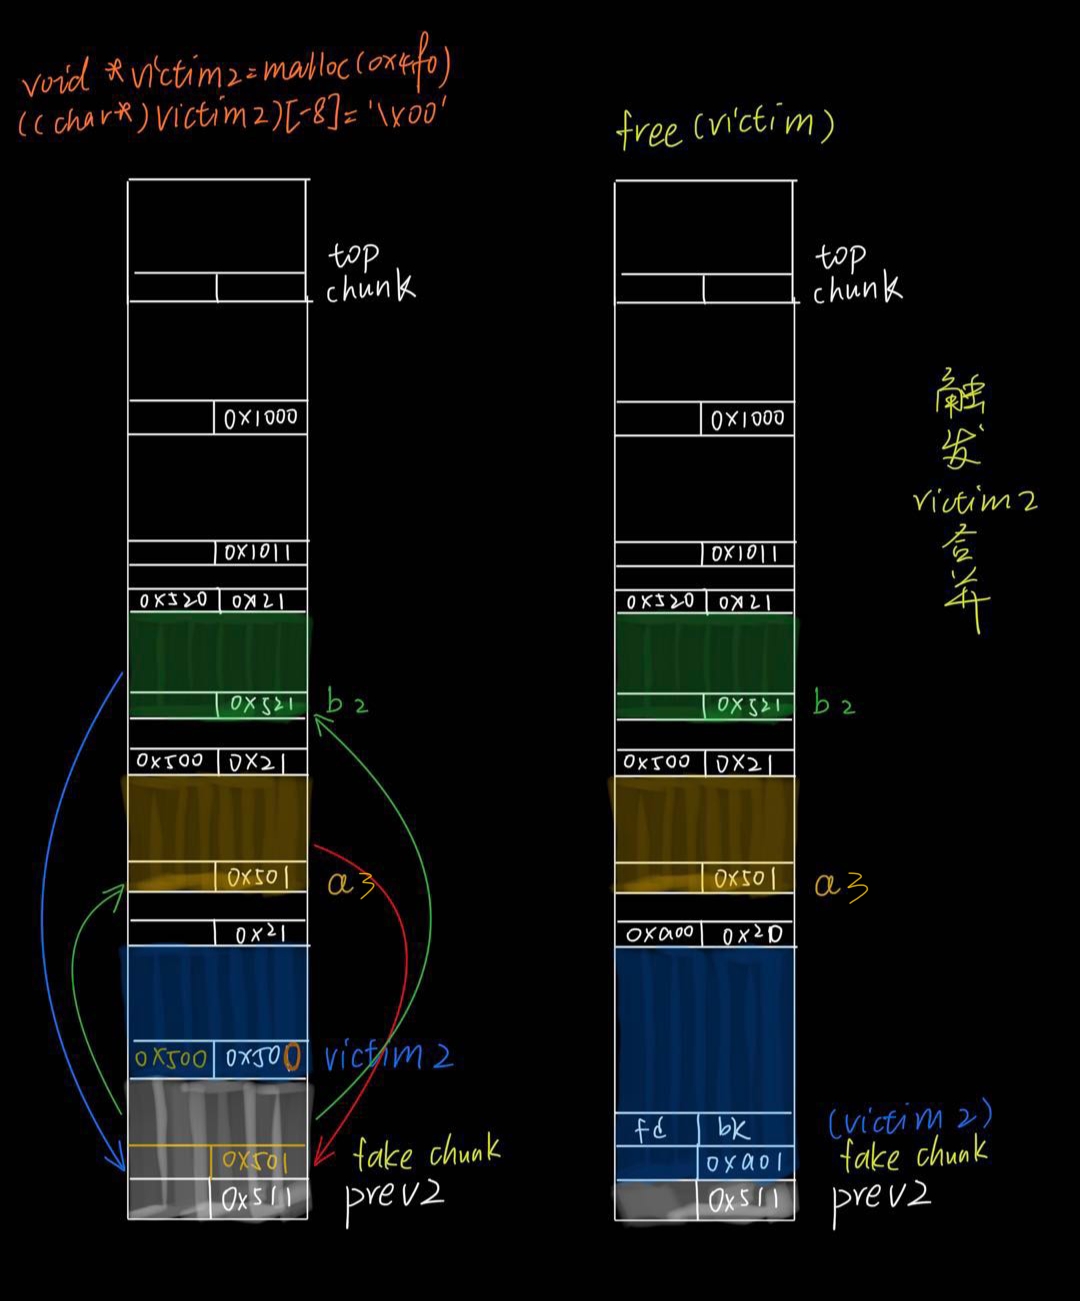 void *victim2=malloc(0x4f0)
((char*)victim2)[-8]='\x00'
top
chunk
0x1000
0x1011
0x520 0x21
0x521 b2
0x500 0x21
0x501 a3
0x21
0x500 0x500 victim2
0x501 fake chunk
0x511 prev2
free(victim)
top
chunk
0x1000
0x1011
0x520 0x21
0x521 b2
0x500 0x21
0x501 a3
0xa00 0x20
fd bk (victim2)
0xa01 fake chunk
0x511 prev2
触
发
victim2
合
并